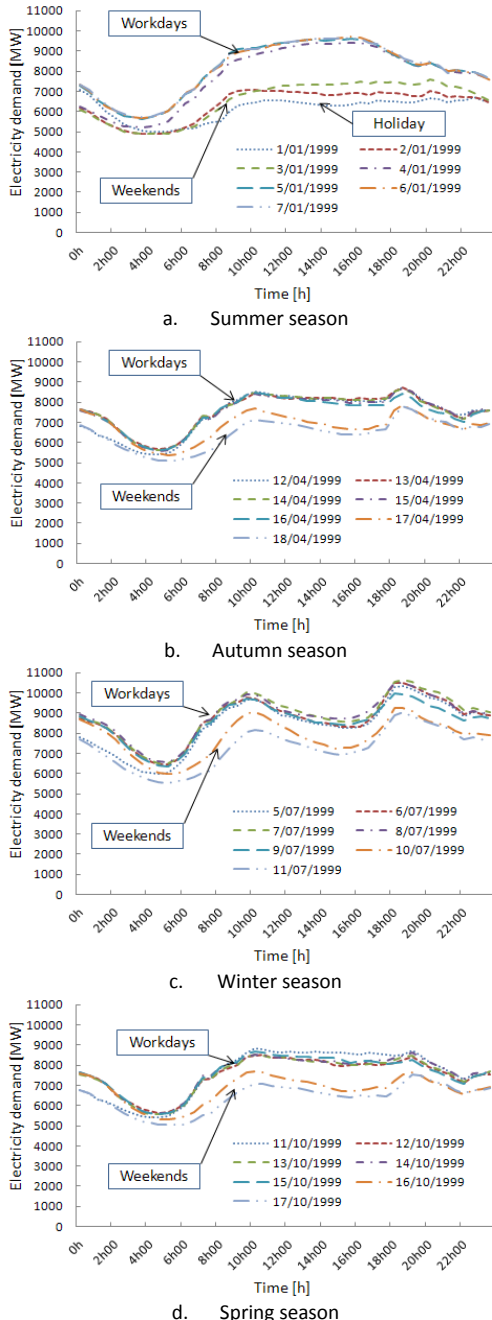 Electricity demand [MW]
11000
10000
9000
8000
7000
6000
5000
4000
3000
2000
1000
0
Workdays
Holiday
Weekends
1/01/1999 2/01/1999
3/01/1999 4/01/1999
5/01/1999 6/01/1999
7/01/1999
0h 2h00 4h00 6h00 8h00 10h00 12h00 14h00 16h00 18h00 20h00 22h00
Time [h]
a. Summer season
Electricity demand [MW]
11000
10000
9000
8000
7000
6000
5000
4000
3000
2000
1000
0
Workdays
Weekends
12/04/1999 13/04/1999
14/04/1999 15/04/1999
16/04/1999 17/04/1999
18/04/1999
0h 2h00 4h00 6h00 8h00 10h00 12h00 14h00 16h00 18h00 20h00 22h00
Time [h]
b. Autumn season
Electricity demand [MW]
11000
10000
9000
8000
7000
6000
5000
4000
3000
2000
1000
0
Workdays
Weekends
5/07/1999 6/07/1999
7/07/1999 8/07/1999
9/07/1999 10/07/1999
11/07/1999
0h 2h00 4h00 6h00 8h00 10h00 12h00 14h00 16h00 18h00 20h00 22h00
Time [h]
c. Winter season
Electricity demand [MW]
11000
10000
9000
8000
7000
6000
5000
4000
3000
2000
1000
0
Workdays
Weekends
11/10/1999 12/10/1999
13/10/1999 14/10/1999
15/10/1999 16/10/1999
17/10/1999
0h 2h00 4h00 6h00 8h00 10h00 12h00 14h00 16h00 18h00 20h00 22h00
Time [h]
d. Spring season